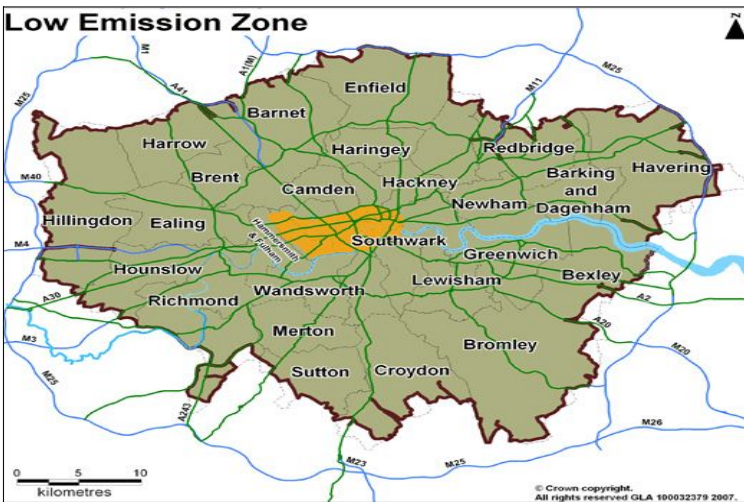 Low Emission Zone
N
M25
M1
A1(M)
A41
M11
M25
Enfield
Barnet
Harrow
Haringey
Redbridge
Havering
Brent
Camden
Hackney
Barking
and
Dagenham
M40
Newham
Hillingdon
Ealing
Hammersmith
& Fulham
Southwark
M4
Greenwich
Hounslow
Lewisham
Bexley
Richmond
Wandsworth
A30
A2
Merton
A20
M3
Bromley
M20
Sutton
Croydon
M25
A243
M26
M23
M25
0 5 10
kilometres
© Crown copyright.
All rights reserved GLA 100032379 2007.